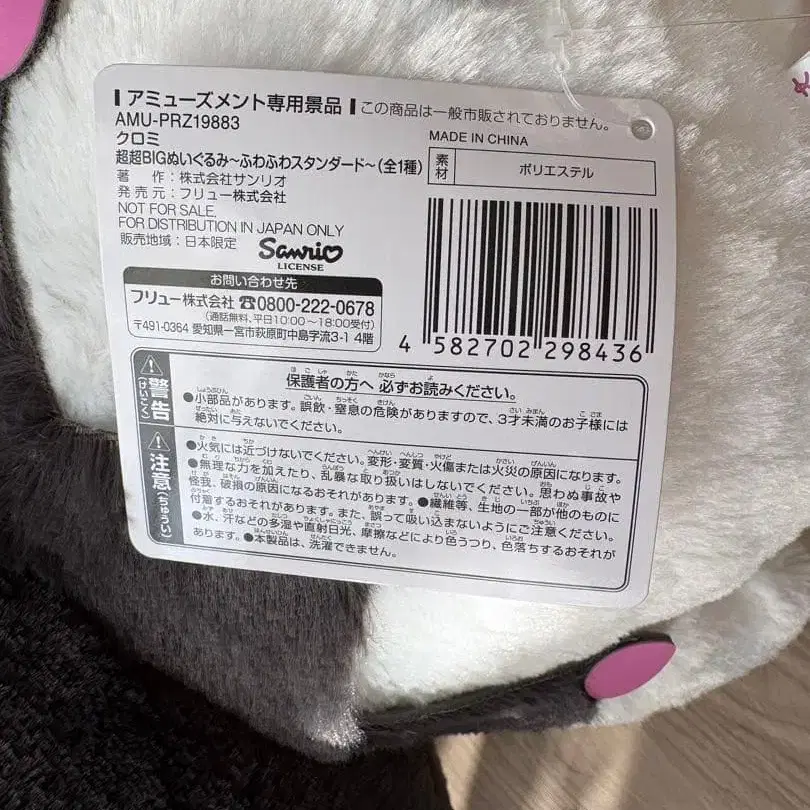 アミューズメント専用景品 この商品は一般市販されておりません。
AMU-PRZ19883
クロミ
超超BIGぬいぐるみ～ふわふわスタンダード～(全1種)
著 作：株式会社サンリオ
発 売 元：フリュー株式会社
NOT FOR SALE.
FOR DISTRIBUTION IN JAPAN ONLY
販売地域：日本限定
Sanrio
LICENSE
MADE IN CHINA
素材 ポリエステル
4 582702 298436
お問い合わせ先
フリュー株式会社 ☎0800-222-0678
(通話無料、平日10:00～18:00受付)
〒491-0364 愛知県一宮市萩原町中島字流3-1 4階
警告
(けいこく)
保護者の方へ 必ずお読みください。
●小部品があります。誤飲・窒息の危険がありますので、3才未満のお子様には
絶対に与えないでください。
注意
(ちゅうい)
●火気には近づけないでください。変形・変質・火傷または火災の原因になります。
●無理な力を加えたり、乱暴な取り扱いはしないでください。思わぬ事故や
怪我、破損の原因になるおそれがあります。●繊維等、生地の一部が他のものに
付着するおそれがあります。また、誤って吸い込まないようにご注意ください。
●水、汗などの多湿や直射日光、摩擦などにより色うつり、色落ちするおそれが
あります。●本製品は、洗濯できません。